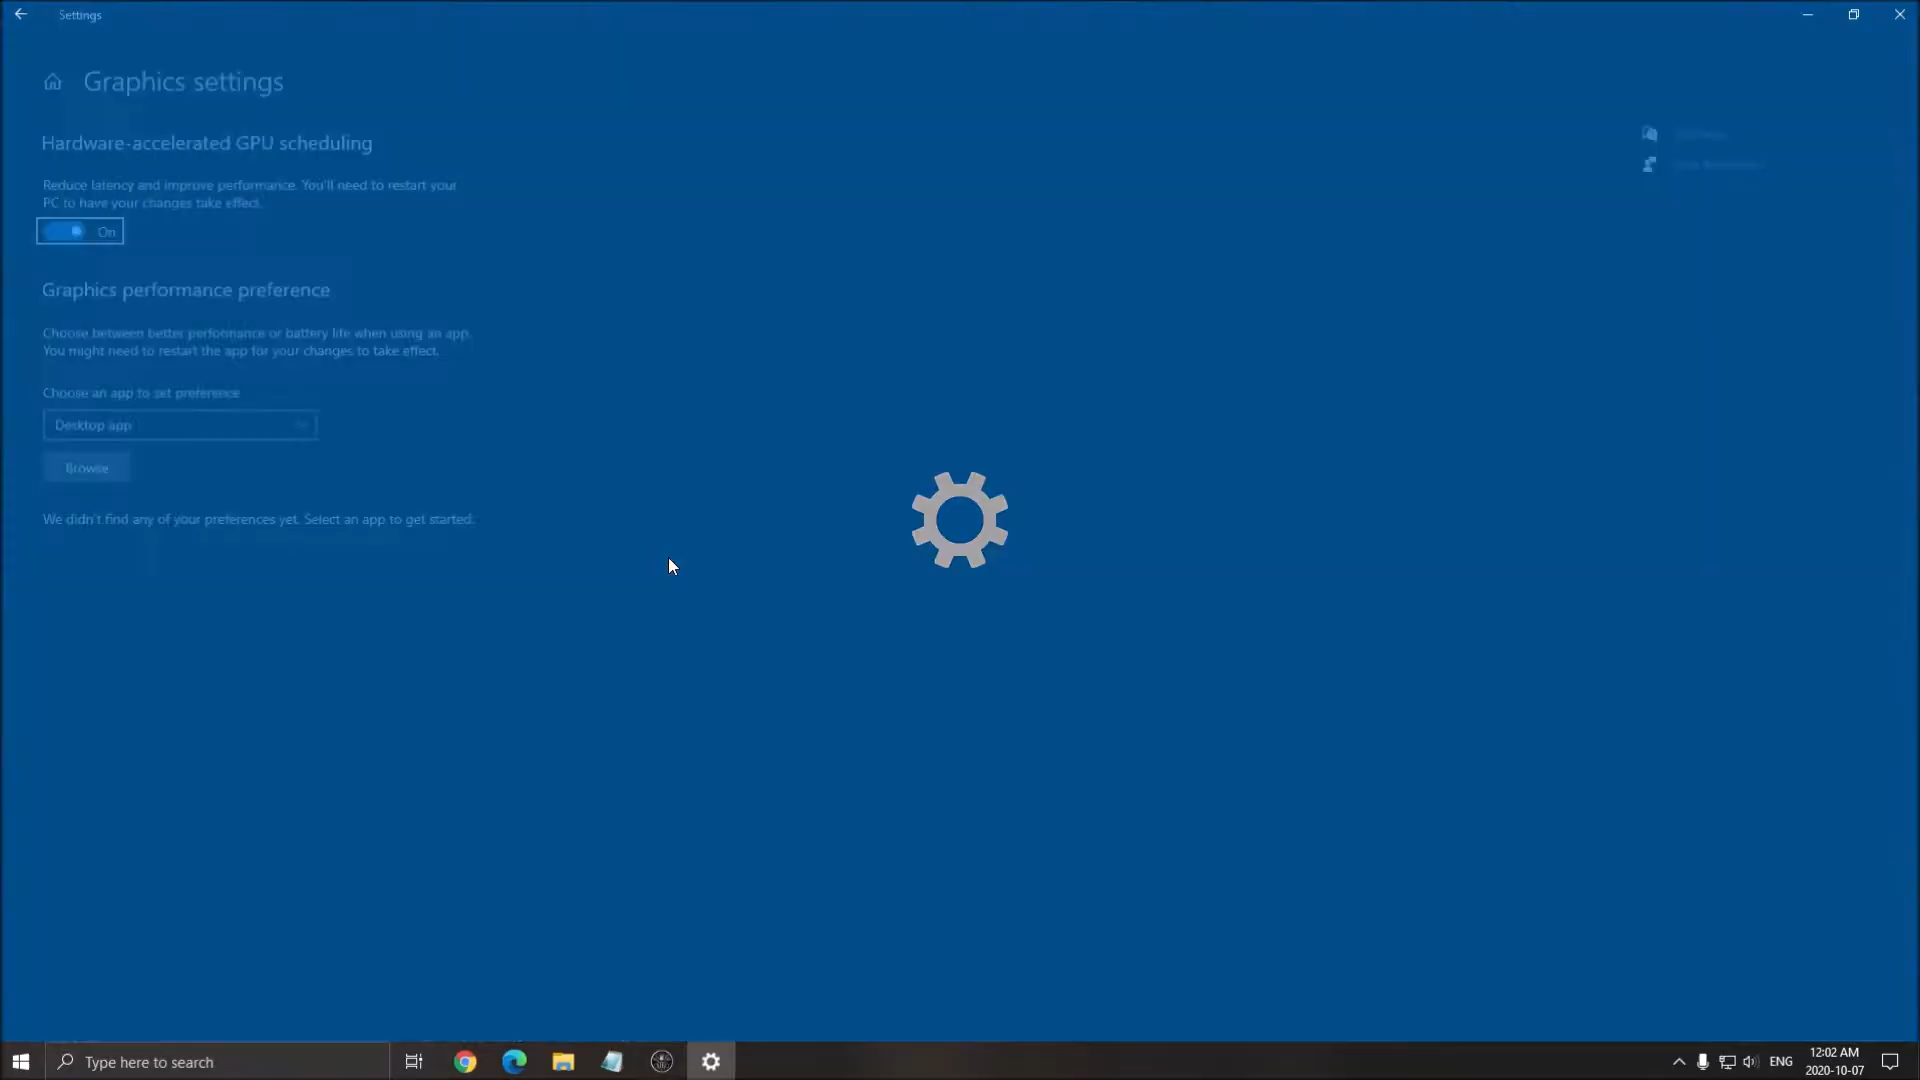 Settings
Graphics settings
Hardware-accelerated GPU scheduling
Reduce latency and improve performance. You'll need to restart your
PC to have your changes take effect.
On
Graphics performance preference
Choose between better performance or battery life when using an app.
You might need to restart the app for your changes to take effect.
Choose an app to set preference
Desktop app
Browse
We didn't find any of your preferences yet. Select an app to get started.
Type here to search
ENG
12:02 AM
2020-10-07